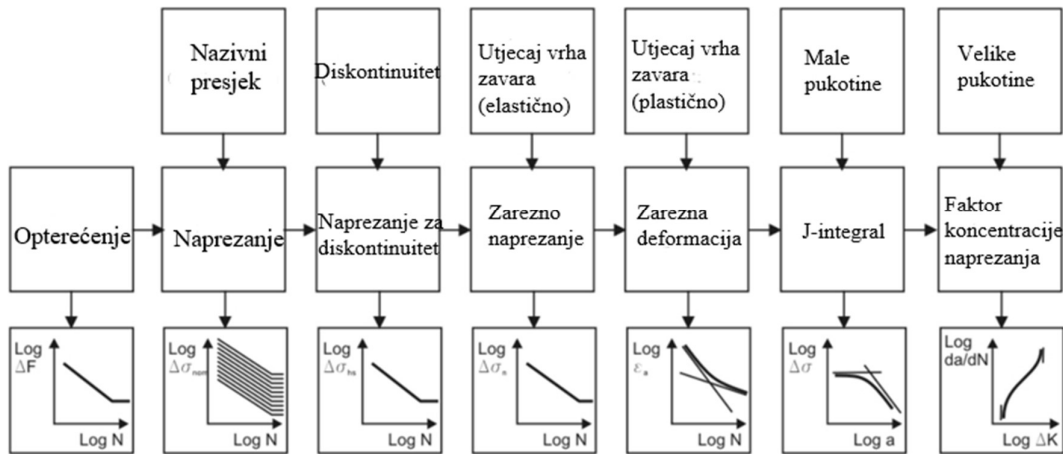 Nazivni
presjek
Diskontinuitet
Utjecaj vrha
zavara
(elastično)
Utjecaj vrha
zavara
(plastično)
Male
pukotine
Velike
pukotine
Opterećenje
Naprezanje
Naprezanje za
diskontinuitet
Zarezno
naprezanje
Zarezna
deformacija
J-integral
Faktor
koncentracije
naprezanja
Log
ΔF
Log N
Log
Δσnom
Log N
Log
Δσhs
Log N
Log
Δσn
Log N
Log
εa
Log N
Log
Δσ
Log a
Log
da/dN
Log ΔK